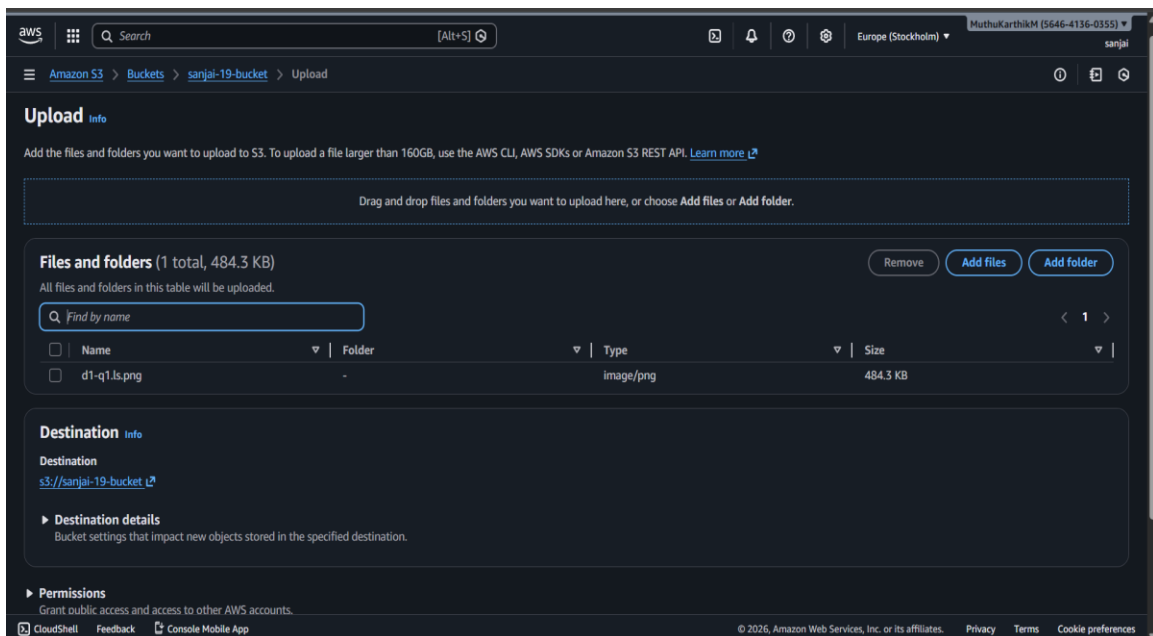 aws
Search [Alt+S]
Europe (Stockholm)
MuthuKarthikM (5646-4136-0355)
sanjai
Amazon S3 > Buckets > sanjai-19-bucket > Upload
Upload Info
Add the files and folders you want to upload to S3. To upload a file larger than 160GB, use the AWS CLI, AWS SDKs or Amazon S3 REST API. Learn more
Drag and drop files and folders you want to upload here, or choose Add files or Add folder.
Files and folders (1 total, 484.3 KB)
Remove Add files Add folder
All files and folders in this table will be uploaded.
Find by name
< 1 >
Name Folder Type Size
d1-q1.ls.png - image/png 484.3 KB
Destination Info
Destination
s3://sanjai-19-bucket
Destination details
Bucket settings that impact new objects stored in the specified destination.
Permissions
Grant public access and access to other AWS accounts.
CloudShell Feedback Console Mobile App © 2026, Amazon Web Services, Inc. or its affiliates. Privacy Terms Cookie preferences